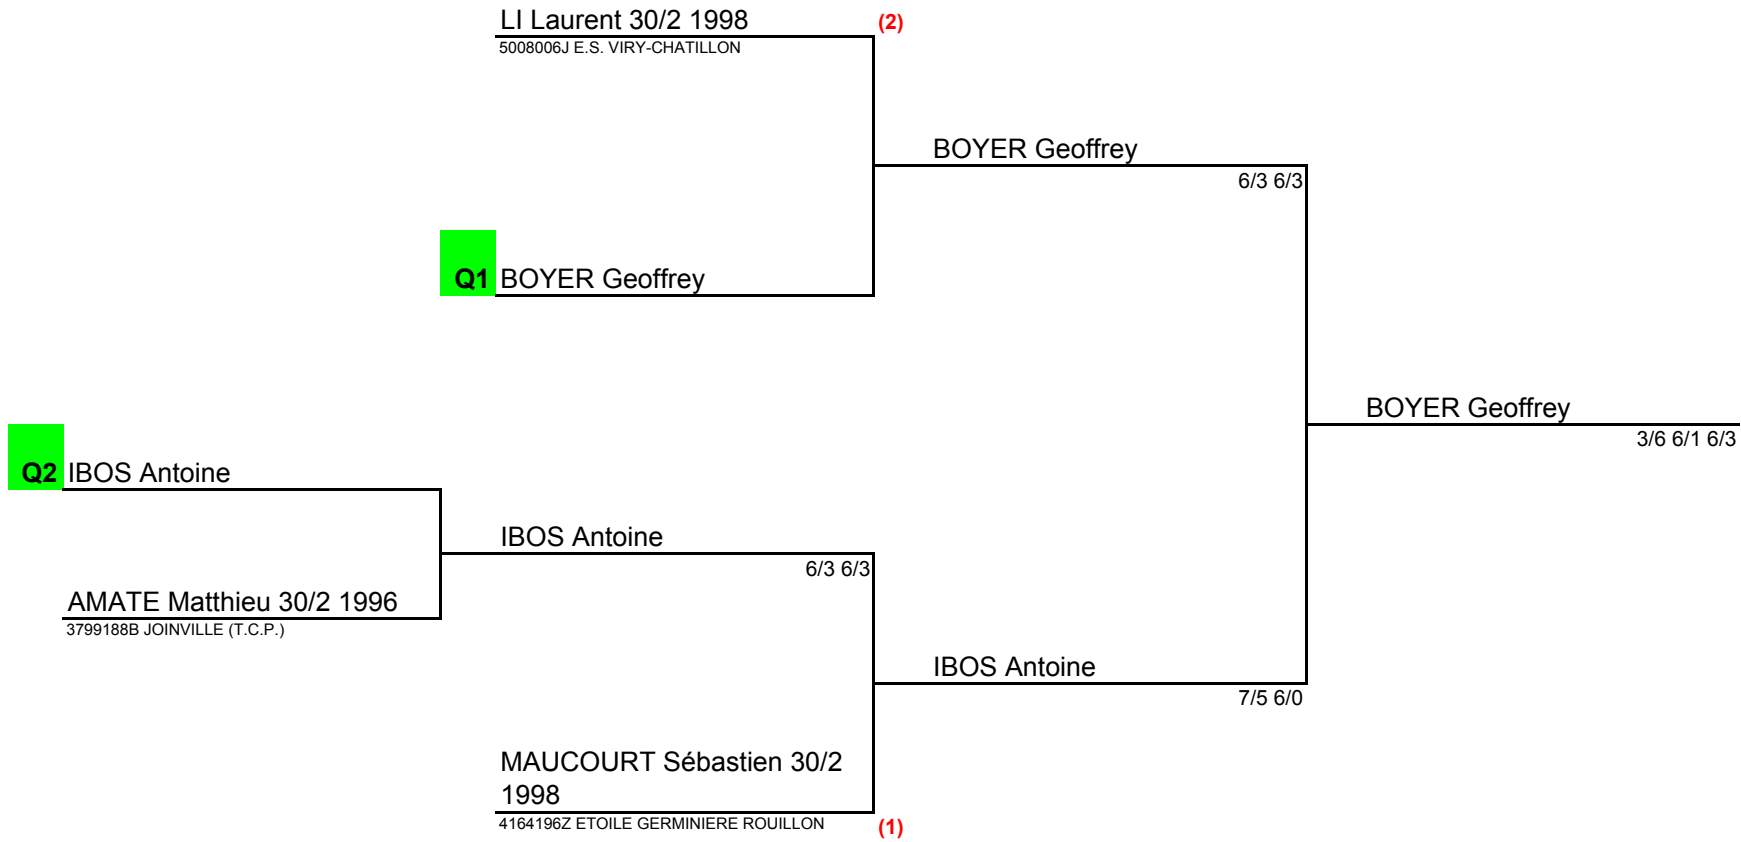 LI Laurent 30/2 1998
(2)
5008006J E.S. VIRY-CHATILLON
BOYER Geoffrey
6/3 6/3
Q1 BOYER Geoffrey
BOYER Geoffrey
3/6 6/1 6/3
Q2 IBOS Antoine
IBOS Antoine
6/3 6/3
AMATE Matthieu 30/2 1996
3799188B JOINVILLE (T.C.P.)
IBOS Antoine
7/5 6/0
MAUCOURT Sébastien 30/2
1998
4164196Z ETOILE GERMINIERE ROUILLON
(1)